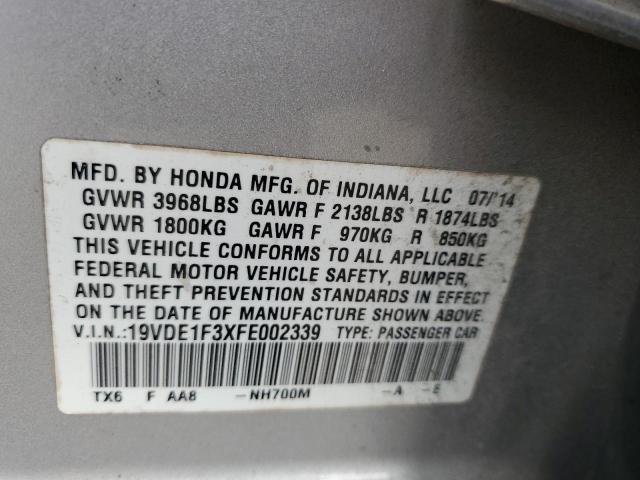 MFD. BY HONDA MFG. OF INDIANA, LLC 07/'14
GVWR 3968LBS GAWR F 2138LBS R 1874LBS
GVWR 1800KG GAWR F 970KG R 850KG
THIS VEHICLE CONFORMS TO ALL APPLICABLE
FEDERAL MOTOR VEHICLE SAFETY, BUMPER,
AND THEFT PREVENTION STANDARDS IN EFFECT
ON THE DATE OF MANUFACTURE SHOWN ABOVE.
V.I.N.:19VDE1F3XFE002339 TYPE: PASSENGER CAR
TX6 F AA8 -NH700M -A -E